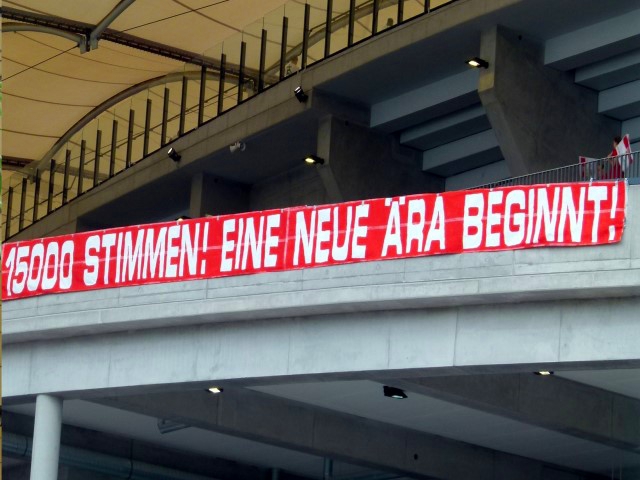 15000 STIMMEN! EINE NEUE ÄRA BEGINNT!